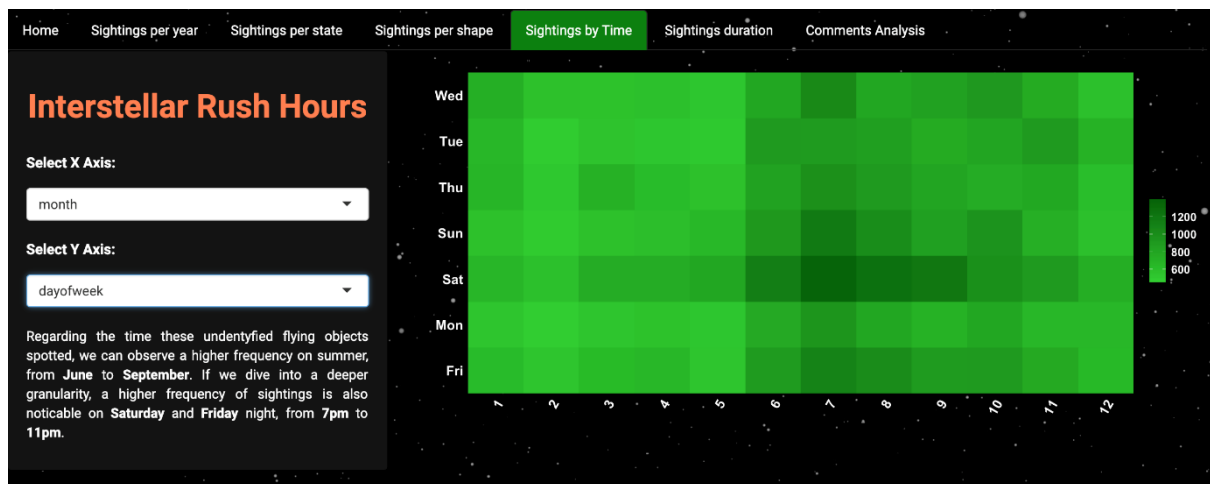 Home Sightings per year Sightings per state Sightings per shape Sightings by Time Sightings duration Comments Analysis
Interstellar Rush Hours
Select X Axis:
month
Select Y Axis:
dayofweek
Regarding the time these undentyfied flying objects
spotted, we can observe a higher frequency on summer,
from June to September. If we dive into a deeper
granularity, a higher frequency of sightings is also
noticable on Saturday and Friday night, from 7pm to
11pm.
Wed
Tue
Thu
Sun
Sat
Mon
Fri
1 2 3 4 5 6 7 8 9 10 11 12
1200
1000
800
600